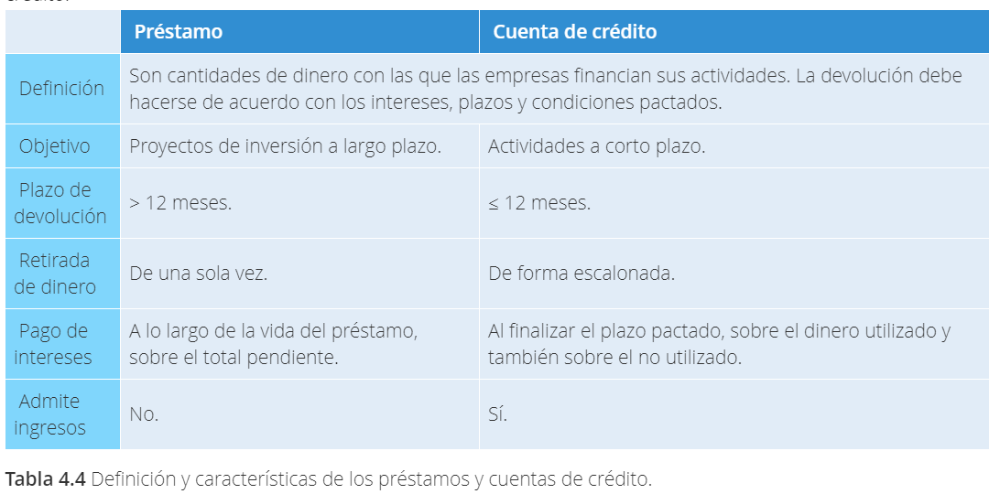 Préstamo
Cuenta de crédito
Definición
Son cantidades de dinero con las que las empresas financian sus actividades. La devolución debe
hacerse de acuerdo con los intereses, plazos y condiciones pactados.
Objetivo
Proyectos de inversión a largo plazo.
Actividades a corto plazo.
Plazo de
devolución
> 12 meses.
≤ 12 meses.
Retirada
de dinero
De una sola vez.
De forma escalonada.
Pago de
intereses
A lo largo de la vida del préstamo,
sobre el total pendiente.
Al finalizar el plazo pactado, sobre el dinero utilizado y
también sobre el no utilizado.
Admite
ingresos
No.
Sí.
Tabla 4.4 Definición y características de los préstamos y cuentas de crédito.